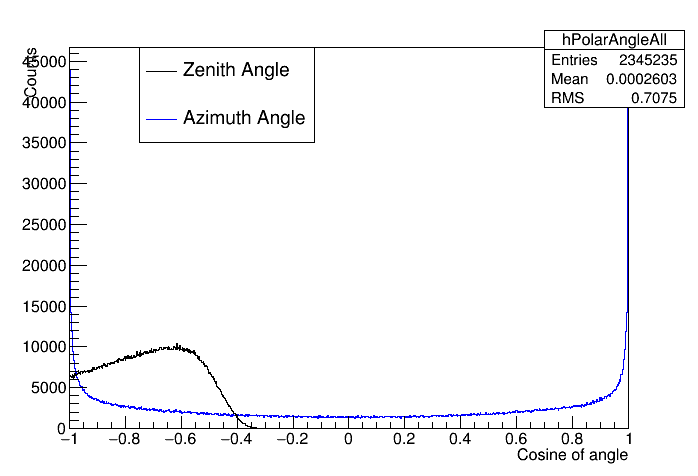 hPolarAngleAll
Entries 2345235
Mean 0.0002603
RMS 0.7075
Zenith Angle
Azimuth Angle
Counts
45000
40000
35000
30000
25000
20000
15000
10000
5000
0
−1 −0.8 −0.6 −0.4 −0.2 0 0.2 0.4 0.6 0.8 1
Cosine of angle